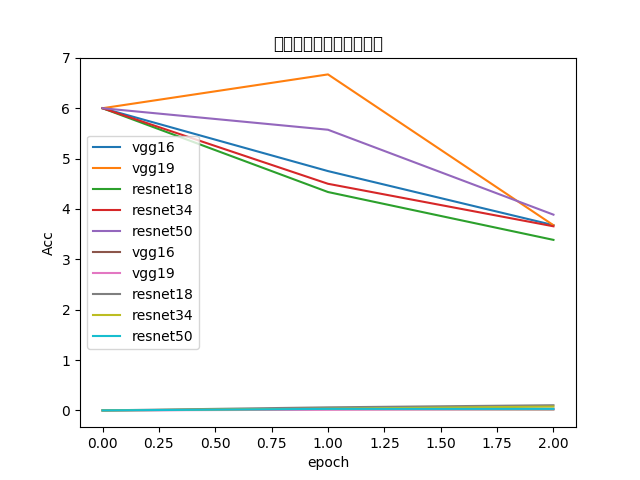 7
6
5
4
3
2
1
0
Acc
vgg16
vgg19
resnet18
resnet34
resnet50
vgg16
vgg19
resnet18
resnet34
resnet50
0.00 0.25 0.50 0.75 1.00 1.25 1.50 1.75 2.00
epoch